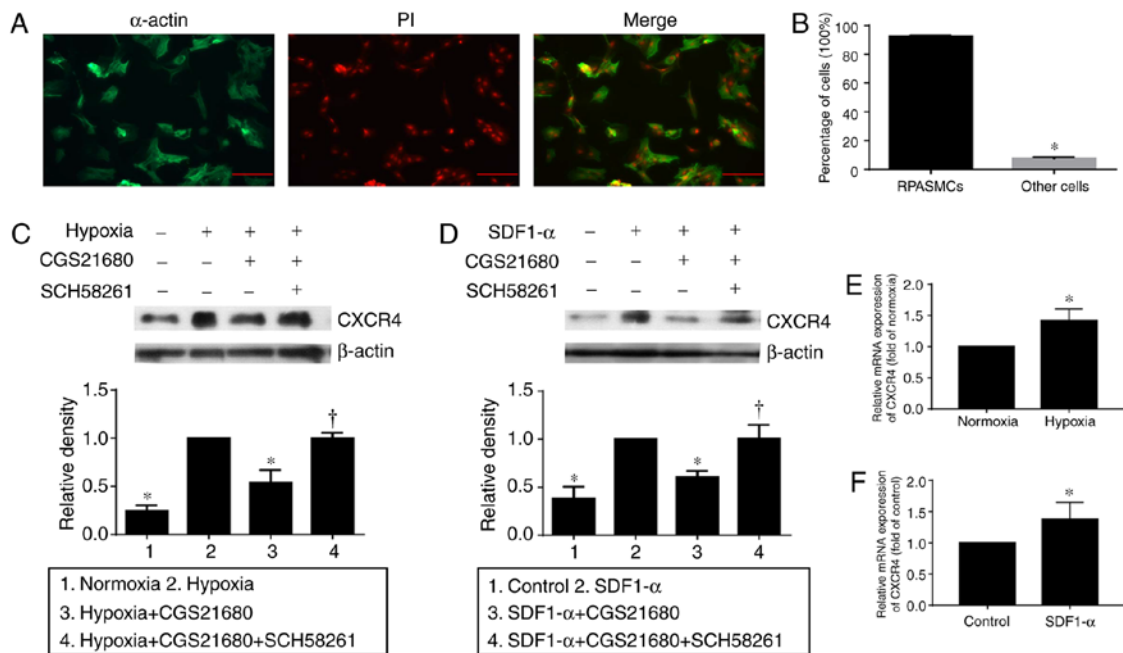 A
α-actin PI Merge
B
Percentage of cells (100%)
100
80
60
40
20
0
*
RPASMCs Other cells
C
Hypoxia – + + +
CGS21680 – – + +
SCH58261 – – – +
CXCR4
β-actin
Relative density
1.5
1.0
0.5
0.0
* * †
1 2 3 4
1. Normoxia 2. Hypoxia
3. Hypoxia+CGS21680
4. Hypoxia+CGS21680+SCH58261
D
SDF1-α – + + +
CGS21680 – – + +
SCH58261 – – – +
CXCR4
β-actin
Relative density
1.5
1.0
0.5
0.0
* * †
1 2 3 4
1. Control 2. SDF1-α
3. SDF1-α+CGS21680
4. SDF1-α+CGS21680+SCH58261
E
Relative mRNA exporession
of CXCR4 (fold of normoxia)
2.0
1.5
1.0
0.5
0.0
*
Normoxia Hypoxia
F
Relative mRNA exporession
of CXCR4 (fold of control)
2.0
1.5
1.0
0.5
0.0
*
Control SDF1-α